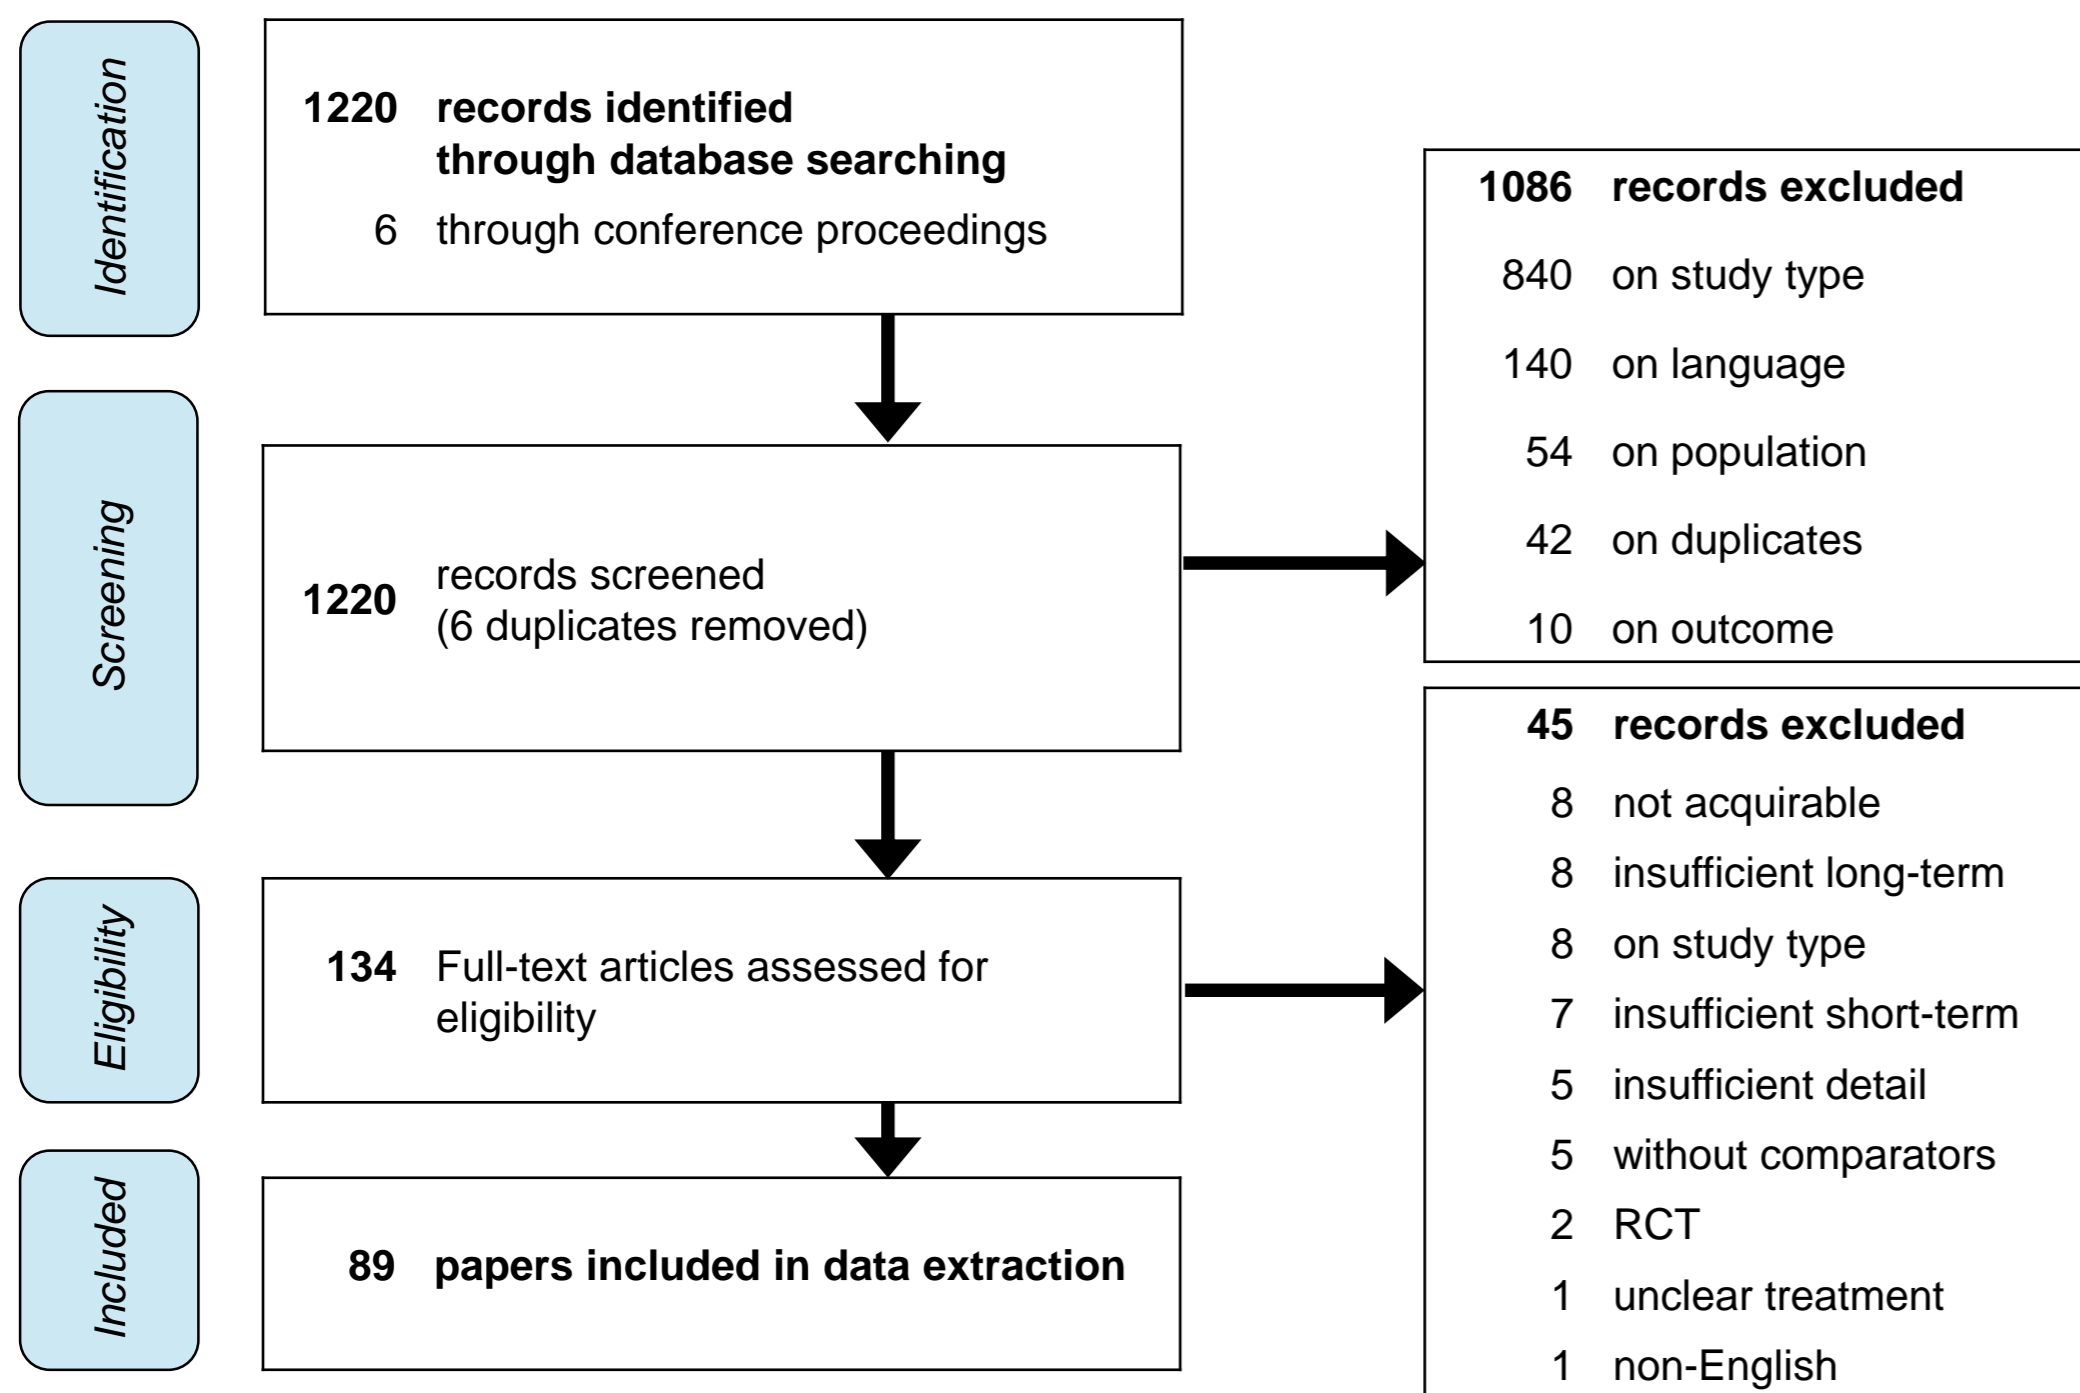 Identification
1220 records identified
through database searching
6 through conference proceedings
1086 records excluded
840 on study type
140 on language
54 on population
42 on duplicates
10 on outcome
Screening
1220 records screened
(6 duplicates removed)
45 records excluded
8 not acquirable
8 insufficient long-term
8 on study type
7 insufficient short-term
5 insufficient detail
5 without comparators
2 RCT
1 unclear treatment
1 non-English
Eligibility
134 Full-text articles assessed for
eligibility
Included
89 papers included in data extraction